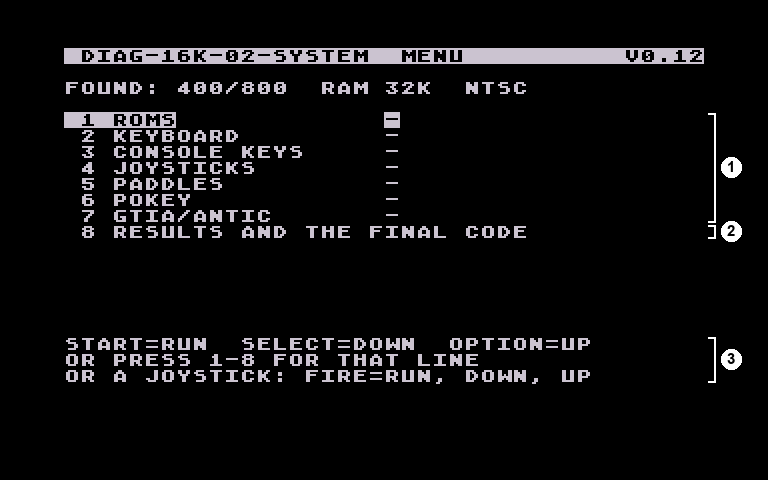 DIAG-16K-02-SYSTEM MENU V0.12
FOUND: 400/800 RAM 32K NTSC
1 ROMS –
2 KEYBOARD –
3 CONSOLE KEYS –
4 JOYSTICKS –
5 PADDLES –
6 POKEY –
7 GTIA/ANTIC –
1
8 RESULTS AND THE FINAL CODE
2
START=RUN SELECT=DOWN OPTION=UP
OR PRESS 1-8 FOR THAT LINE
OR A JOYSTICK: FIRE=RUN, DOWN, UP
3